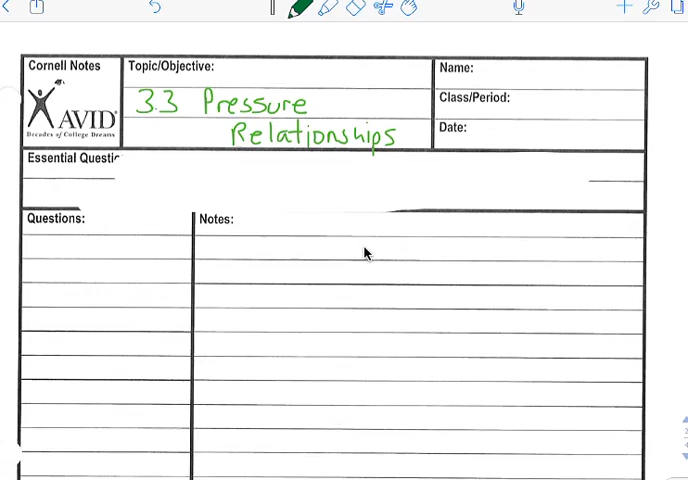 Cornell Notes
Topic/Objective:
Name:
3.3 Pressure
Class/Period:
AVID
Relationships
Date:
Decades of College Dreams
Essential Questi
Questions:
Notes: